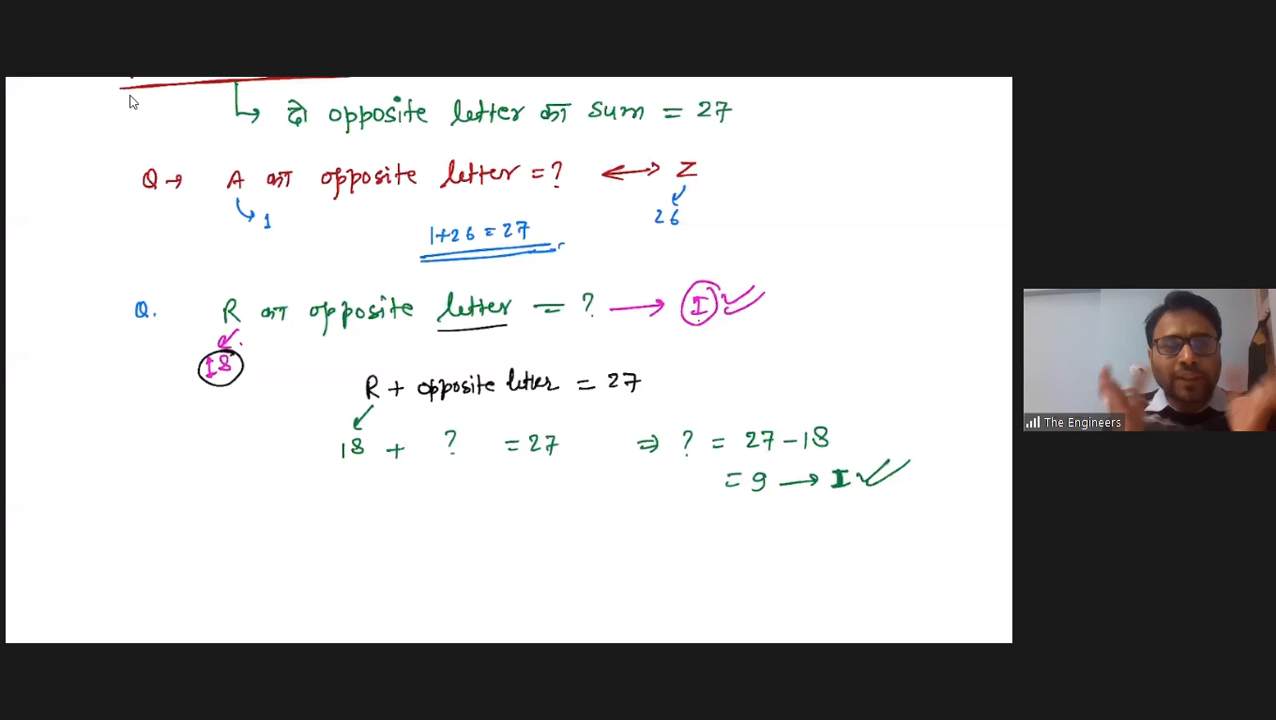 दो opposite letter का sum = 27
Q → A का opposite letter = ? ↔ Z
1
26
1+26 = 27
Q. R का opposite letter = ? → I ✓
18
R + opposite letter = 27
18 + ? = 27 ⇒ ? = 27 - 18
= 9 → I ✓
The Engineers